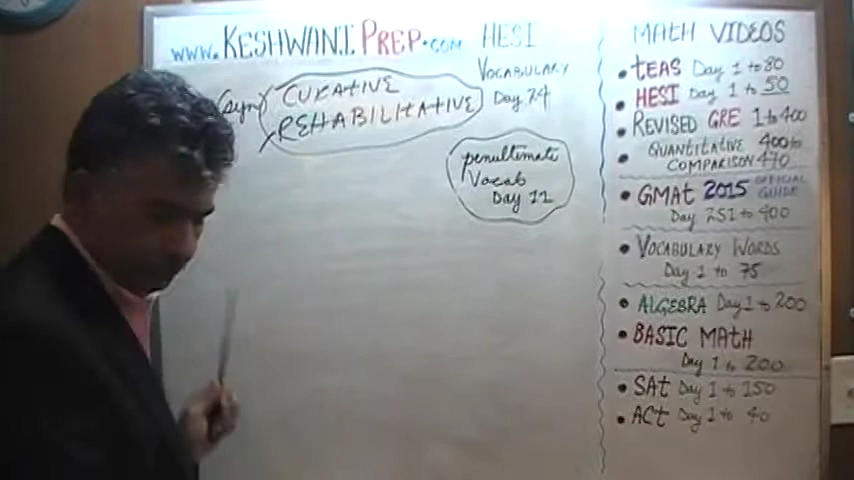 www.KESHWANI PREP.com
HESI
VOCABULARY
Day 24
(syn) CURATIVE
REHABILITATIVE
penultimate
Vocab
Day 11
MATH VIDEOS
• TEAS Day 1 to 80
• HESI Day 1 to 50
• REVISED GRE 1 to 400
• QUANTITATIVE 400 to
COMPARISON 470
• GMAT 2015 OFFICIAL GUIDE
Day 251 to 400
• VOCABULARY WORDS
Day 1 to 75
• ALGEBRA Day 1 to 200
• BASIC MATH
Day 1 to 200
• SAT Day 1 to 150
• ACT Day 1 to 40